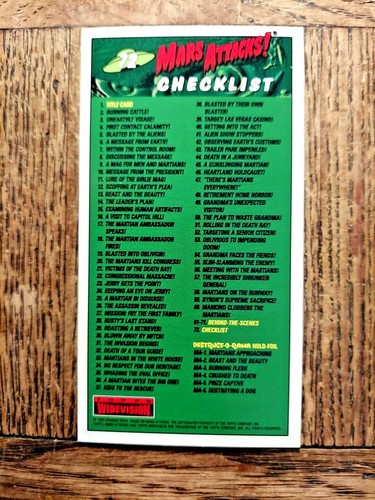 72
MARS ATTACKS!
CHECKLIST
1. TITLE CARD
2. BURNING CATTLE!
3. UNEARTHLY VISAGE!
4. FIRST CONTACT CALAMITY!
5. BLASTED BY THE ALIENS!
6. A MESSAGE FROM EARTH!
7. WITHIN THE CONTROL ROOM!
8. DISCUSSING THE MESSAGE!
9. A MAG FOR MEN AND MARTIANS!
10. MESSAGE FROM THE PRESIDENT!
11. LURE OF THE GIRLIE MAG!
12. SCOFFING AT EARTH'S PLEA!
13. BEAST AND THE BEAUTY!
14. THE LEADER'S PLAN!
15. EXAMINING HUMAN ARTIFACTS!
16. A VISIT TO CAPITOL HILL!
17. THE MARTIAN AMBASSADOR
SPEAKS!
18. THE MARTIAN AMBASSADOR
FIRES!
19. BLASTED INTO OBLIVION!
20. THE MARTIANS KILL CONGRESS!
21. VICTIMS OF THE DEATH RAY!
22. CONGRESSIONAL MASSACRE!
23. JERRY GETS THE POINT!
24. KEEPING AN EYE ON JERRY!
25. A MARTIAN IN DISGUISE!
26. THE ASSASSIN REVEALED!
27. MISSION: FRY THE FIRST FAMILY!
28. RUSTY'S LAST STAND!
29. ROASTING A RETRIEVER!
30. BLOWN AWAY BY MITCH!
31. THE INVASION BEGINS!
32. DEATH OF A TOUR GUIDE!
33. MARTIANS IN THE WHITE HOUSE!
34. NO RESPECT FOR OUR HERITAGE!
35. INVADING THE OVAL OFFICE!
36. A MARTIAN BITES THE BIG ONE!
37. KIDS TO THE RESCUE!
38. BLASTED BY THEIR OWN
BLASTER!
39. TARGET: LAS VEGAS CASINO!
40. GETTING INTO THE ACT!
41. ALIEN SHOW STOPPERS!
42. OBSERVING EARTH'S CUSTOMS!
43. TRAILER PARK IMPERILED!
44. DEATH IN A JUNKYARD!
45. A GUNSLINGING MARTIAN!
46. HEARTLAND HOLOCAUST!
47. "THERE'S MARTIANS
EVERYWHERE!"
48. RETIREMENT HOME HORROR!
49. GRANDMA'S UNEXPECTED
VISITOR!
50. THE PLAN TO WASTE GRANDMA!
51. ROLLING IN THE DEATH RAY!
52. TARGETING A SENIOR CITIZEN!
53. OBLIVIOUS TO IMPENDING
DOOM!
54. GRANDMA FACES THE FIENDS!
55. SLIM-SLAMMING THE ENEMY!
56. MEETING WITH THE MARTIANS!
57. THE INCREDIBLY SHRUNKEN
GENERAL!
58. MARTIANS ON THE RUNWAY!
59. BYRON'S SUPREME SACRIFICE!
60. MANKIND CLOBBERS THE
MARTIANS!
61-71. BEHIND-THE-SCENES
72. CHECKLIST
DESTRUCT-O-RAMA HOLO-FOIL
MA-1. MARTIANS APPROACHING
MA-2. BEAST AND THE BEAUTY
MA-3. BURNING FLESH
MA-4. CRUSHED TO DEATH
MA-5. PRIZE CAPTIVE
MA-6. DESTROYING A DOG
TOPPS
WIDEVISION